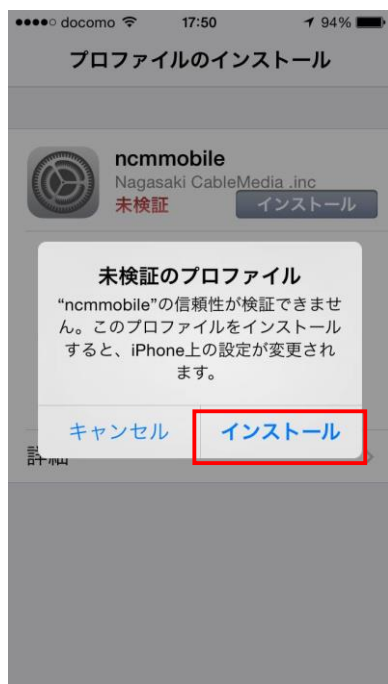 docomo 17:50 94%
プロファイルのインストール
ncmmobile
Nagasaki CableMedia .inc
未検証 インストール
未検証のプロファイル
“ncmmobile”の信頼性が検証できませ
ん。このプロファイルをインストール
すると、iPhone上の設定が変更され
ます。
キャンセル インストール
詳細